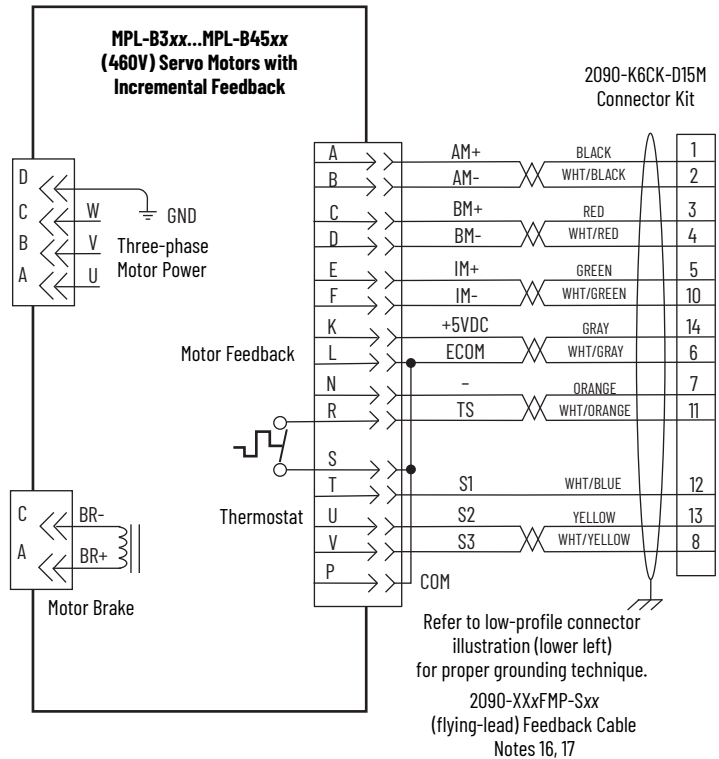 MPL-B3xx...MPL-B45xx
(460V) Servo Motors with
Incremental Feedback
2090-K6CK-D15M
Connector Kit
D
C
B
A
W
V
U
GND
Three-phase
Motor Power
Motor Feedback
Thermostat
C
A
BR-
BR+
Motor Brake
A AM+ BLACK 1
B AM- WHT/BLACK 2
C BM+ RED 3
D BM- WHT/RED 4
E IM+ GREEN 5
F IM- WHT/GREEN 10
K +5VDC GRAY 14
L ECOM WHT/GRAY 6
N - ORANGE 7
R TS WHT/ORANGE 11
S
T S1 WHT/BLUE 12
U S2 YELLOW 13
V S3 WHT/YELLOW 8
P COM
Refer to low-profile connector
illustration (lower left)
for proper grounding technique.
2090-XXxFMP-Sxx
(flying-lead) Feedback Cable
Notes 16, 17